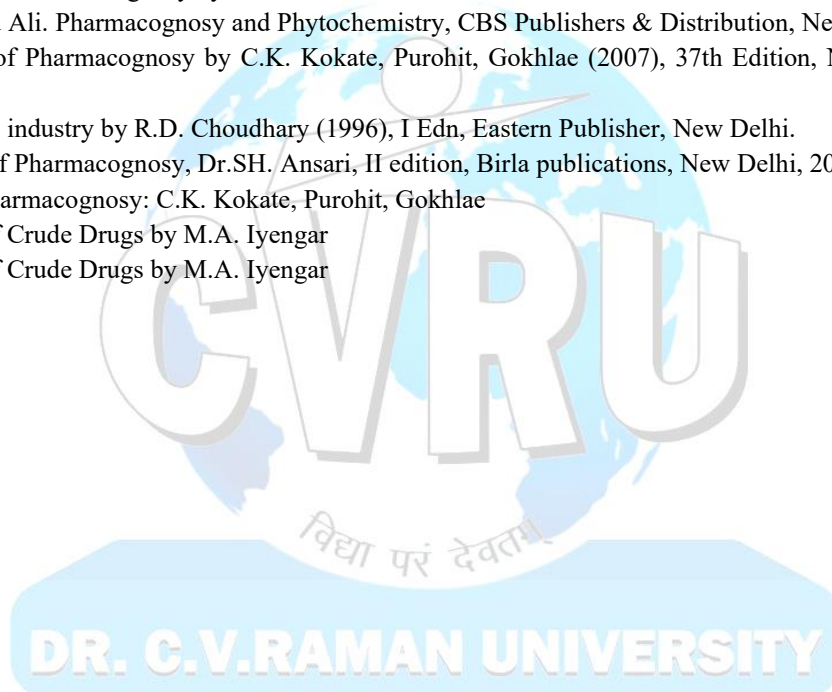 Ali. Pharmacognosy and Phytochemistry, CBS Publishers & Distribution, Ne
of Pharmacognosy by C.K. Kokate, Purohit, Gokhlae (2007), 37th Edition, N
industry by R.D. Choudhary (1996), I Edn, Eastern Publisher, New Delhi.
f Pharmacognosy, Dr.SH. Ansari, II edition, Birla publications, New Delhi, 20
armacognosy: C.K. Kokate, Purohit, Gokhlae
f Crude Drugs by M.A. Iyengar
f Crude Drugs by M.A. Iyengar
CVRU
विद्या परं देवतम्
DR. C.V.RAMAN UNIVERSITY